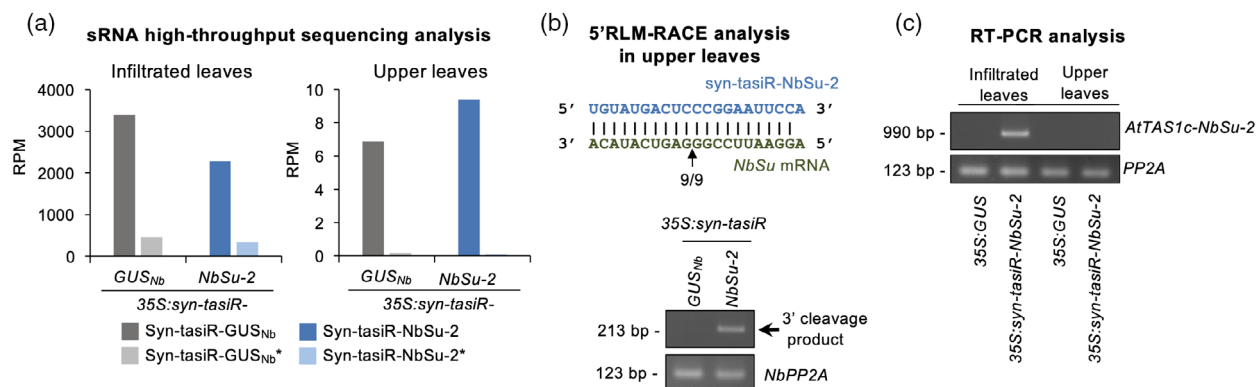 (a)
sRNA high-throughput sequencing analysis
Infiltrated leaves
RPM
4000
3000
2000
1000
0
GUSNb
NbSu-2
35S:syn-tasiR-
Upper leaves
RPM
10
8
6
4
2
0
GUSNb
NbSu-2
35S:syn-tasiR-
Syn-tasiR-GUSNb
Syn-tasiR-NbSu-2
Syn-tasiR-GUSNb*
Syn-tasiR-NbSu-2*
(b)
5'RLM-RACE analysis
in upper leaves
syn-tasiR-NbSu-2
5' UGUAUGACUCCCGGAAUUCCA 3'
3' ACAUACUGAGGGCCUUAAGGA 5'
9/9
NbSu mRNA
35S:syn-tasiR
GUSNb
NbSu-2
213 bp -
3' cleavage
product
123 bp -
NbPP2A
(c)
RT-PCR analysis
Infiltrated
leaves
Upper
leaves
990 bp -
AtTAS1c-NbSu-2
123 bp -
PP2A
35S:GUS
35S:syn-tasiR-NbSu-2
35S:GUS
35S:syn-tasiR-NbSu-2